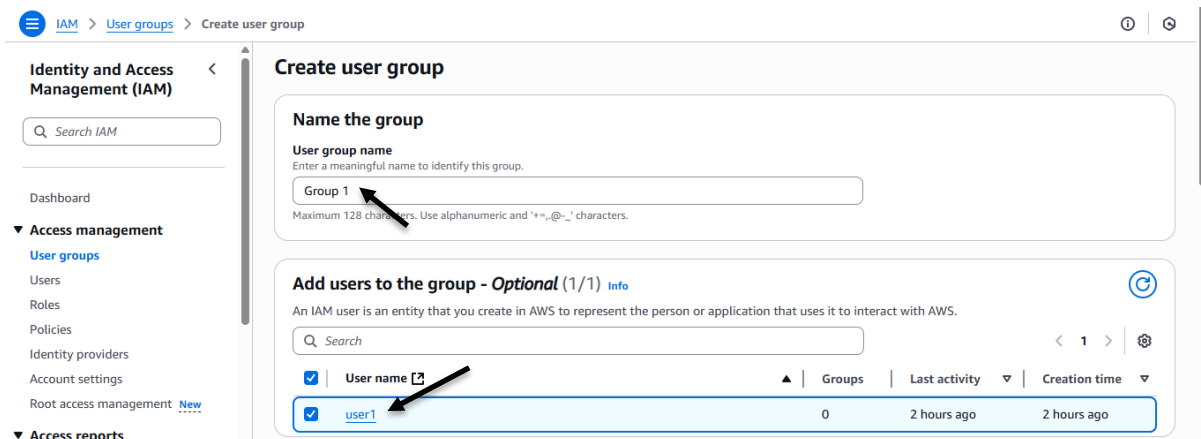 IAM > User groups > Create user group
Identity and Access
Management (IAM)
Search IAM
Dashboard
Access management
User groups
Users
Roles
Policies
Identity providers
Account settings
Root access management New
Access reports
Create user group
Name the group
User group name
Enter a meaningful name to identify this group.
Group 1
Maximum 128 characters. Use alphanumeric and '+=,.@-_' characters.
Add users to the group - Optional (1/1) Info
An IAM user is an entity that you create in AWS to represent the person or application that uses it to interact with AWS.
Search
< 1 >
User name Groups Last activity Creation time
user1 0 2 hours ago 2 hours ago